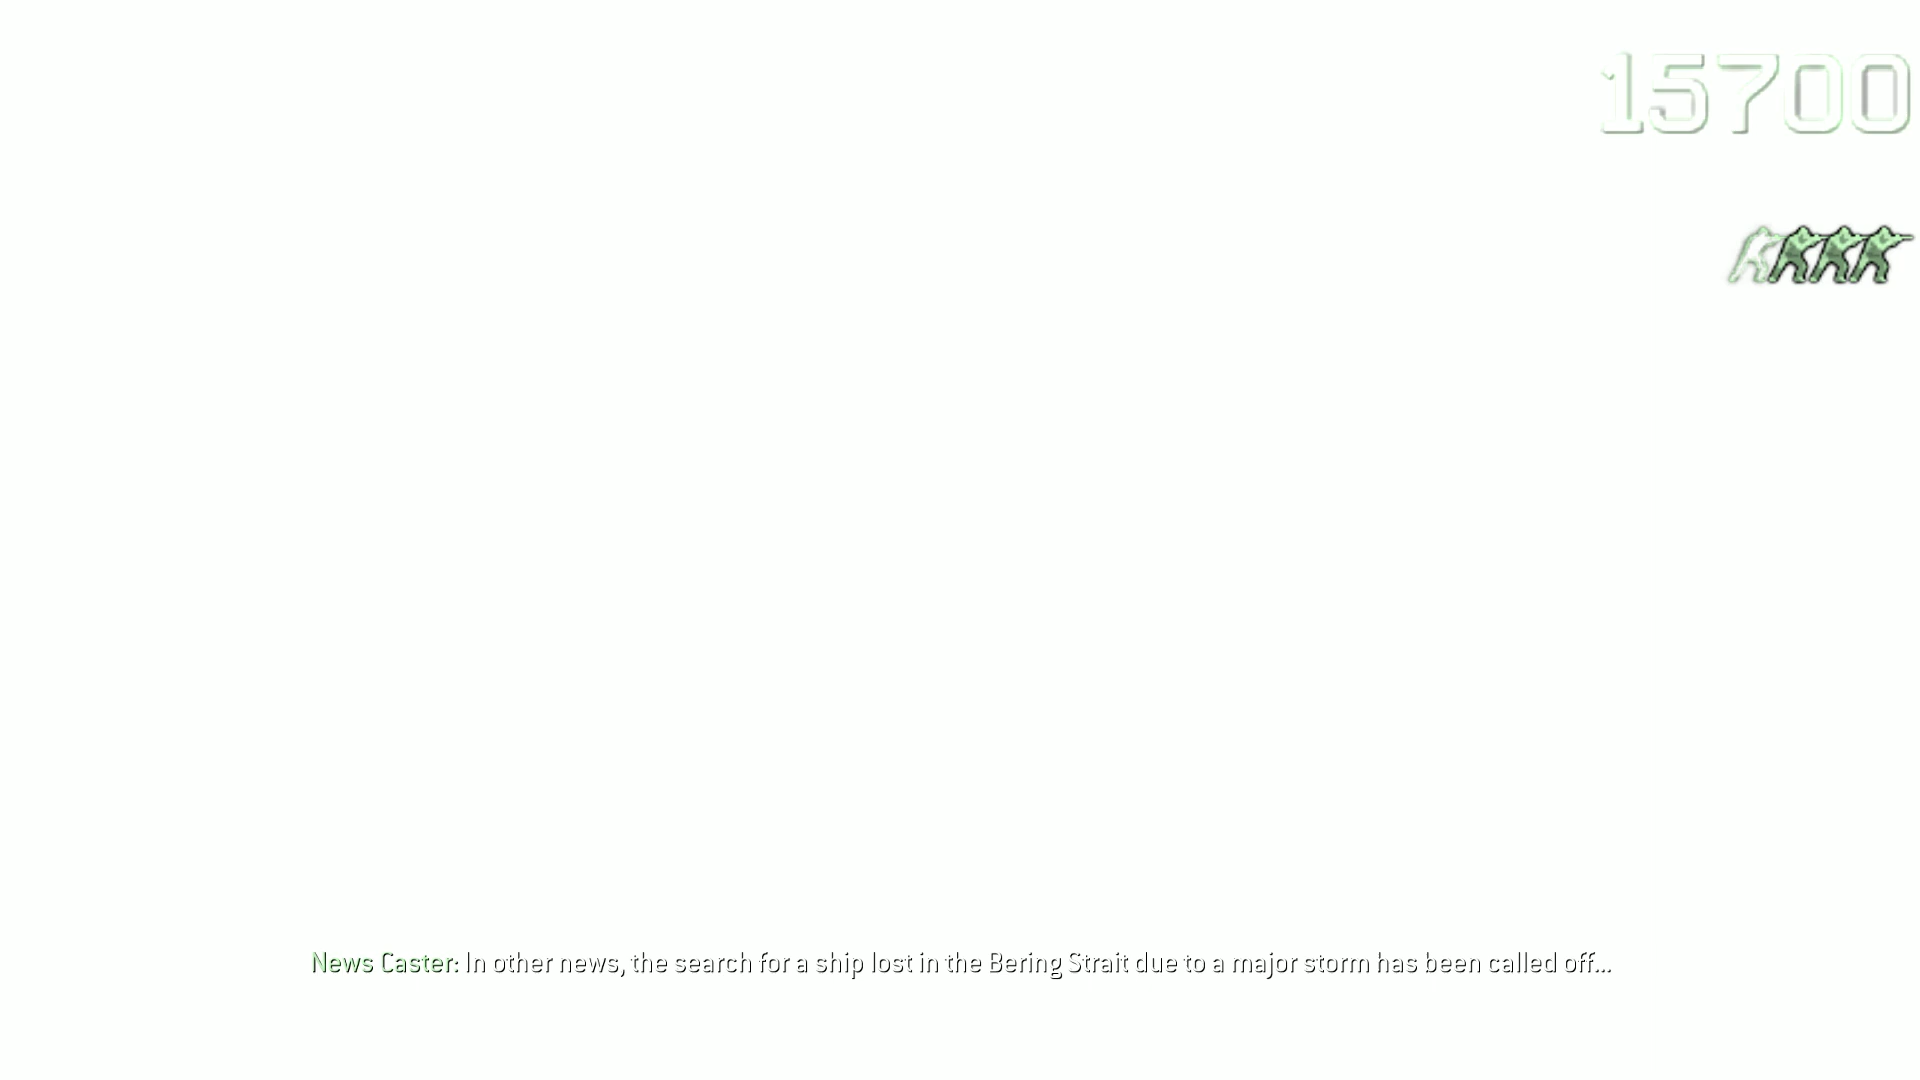 15700
News Caster: In other news, the search for a ship lost in the Bering Strait due to a major storm has been called off...